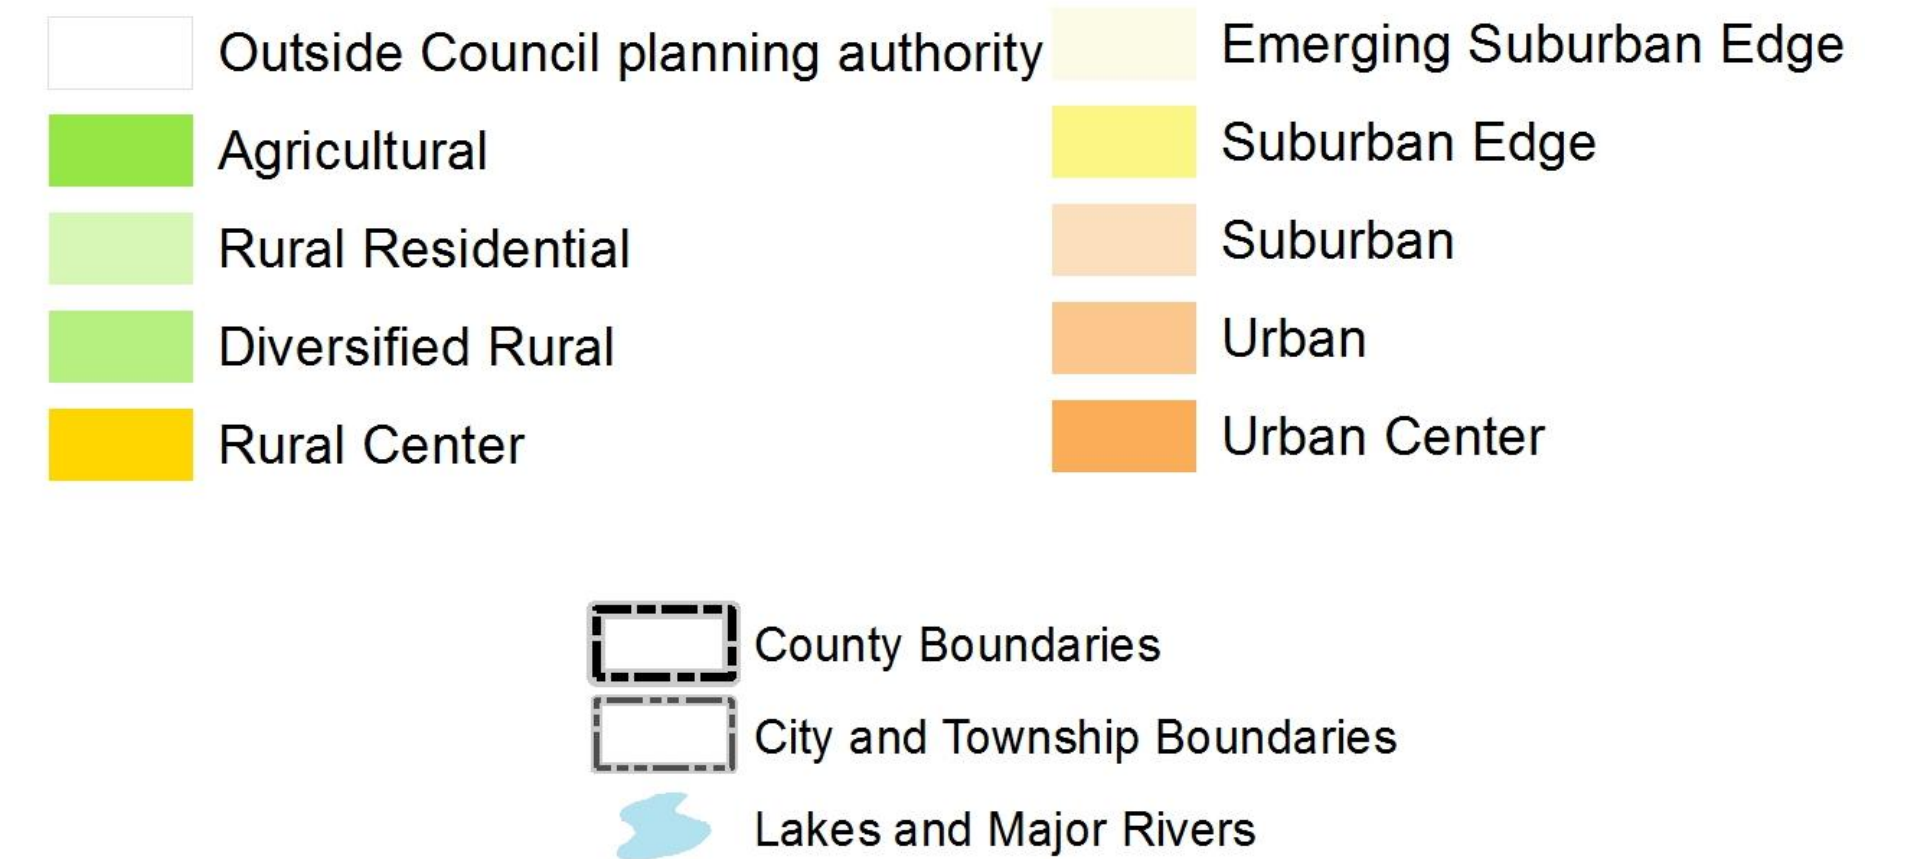 Outside Council planning authority
Agricultural
Rural Residential
Diversified Rural
Rural Center
Emerging Suburban Edge
Suburban Edge
Suburban
Urban
Urban Center
County Boundaries
City and Township Boundaries
Lakes and Major Rivers